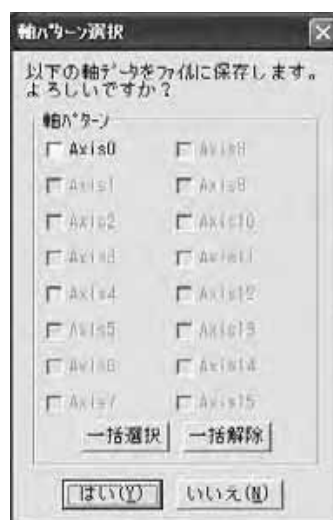 軸パターン選択
以下の軸データをファイルに保存します。
よろしいですか？
軸パターン
Axis0
Axis8
Axis1
Axis9
Axis2
Axis10
Axis3
Axis11
Axis4
Axis12
Axis5
Axis13
Axis6
Axis14
Axis7
Axis15
一括選択
一括解除
はい(Y)
いいえ(N)